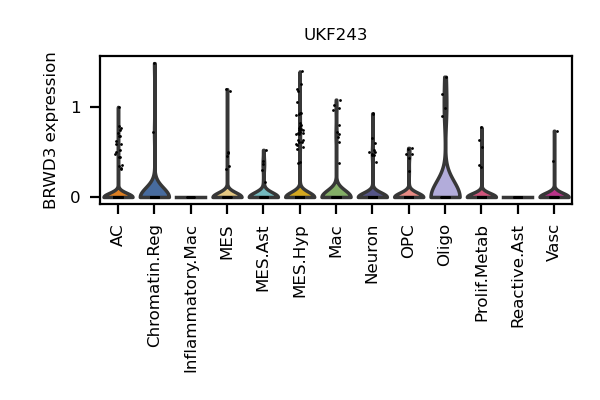 UKF243
BRWD3 expression
1
0
AC
Chromatin.Reg
Inflammatory.Mac
MES
MES.Ast
MES.Hyp
Mac
Neuron
OPC
Oligo
Prolif.Metab
Reactive.Ast
Vasc